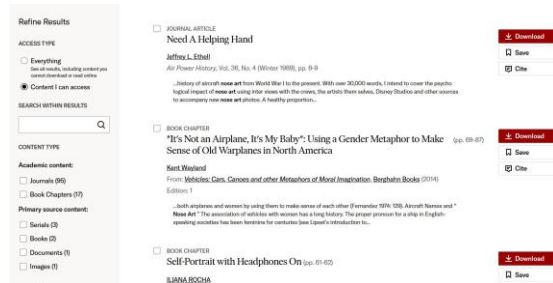 Refine Results
ACCESS TYPE
Everything
See all results, including content you
cannot download or read online
Content I can access
SEARCH WITHIN RESULTS
CONTENT TYPE
Academic content:
Journals (95)
Book Chapters (17)
Primary source content:
Serials (3)
Books (2)
Documents (1)
Images (1)
JOURNAL ARTICLE
Need A Helping Hand
Jeffrey L. Ethell
Air Power History, Vol. 36, No. 4 (Winter 1989), pp. 9-9
...history of aircraft nose art from World War I to the present. With over 30,000 words, I intend to cover the psycho
logical impact of nose art using inter views with the crews, the artists them selves, Disney Studios and other sources
to accompany new nose art photos. A healthy proportion...
Download
Save
Cite
BOOK CHAPTER
"It's Not an Airplane, It's My Baby": Using a Gender Metaphor to Make (pp. 69-87)
Sense of Old Warplanes in North America
Kent Wayland
From: Vehicles: Cars, Canoes and other Metaphors of Moral Imagination, Berghahn Books (2014)
Edition: 1
...both airplanes and women by using them to make sense of each other (Fernandez 1974: 129). Aircraft Names and "
Nose Art " The association of vehicles with women has a long history. The proper pronoun for a ship in English-
speaking societies has been feminine for centuries (see Lipset's introduction to...
Download
Save
Cite
BOOK CHAPTER
Self-Portrait with Headphones On (pp. 61-62)
ILIANA ROCHA
Download
Save